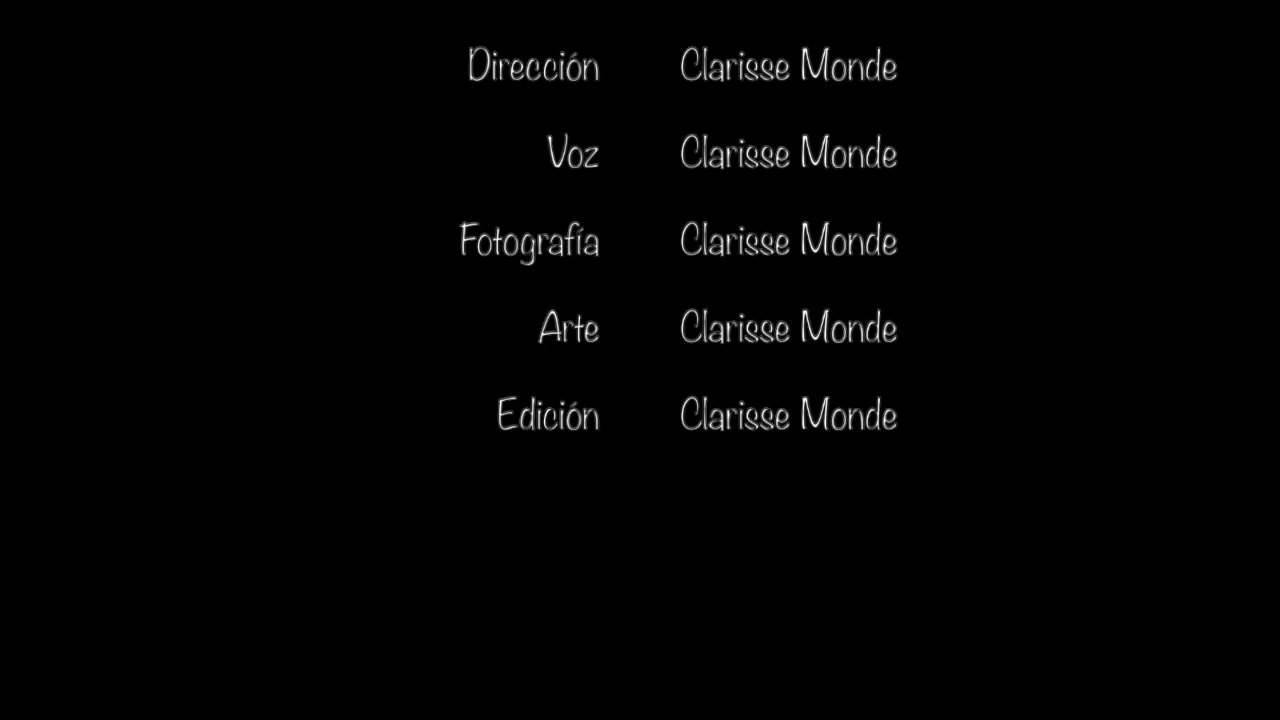 Dirección Clarisse Monde
Voz Clarisse Monde
Fotografía Clarisse Monde
Arte Clarisse Monde
Edición Clarisse Monde